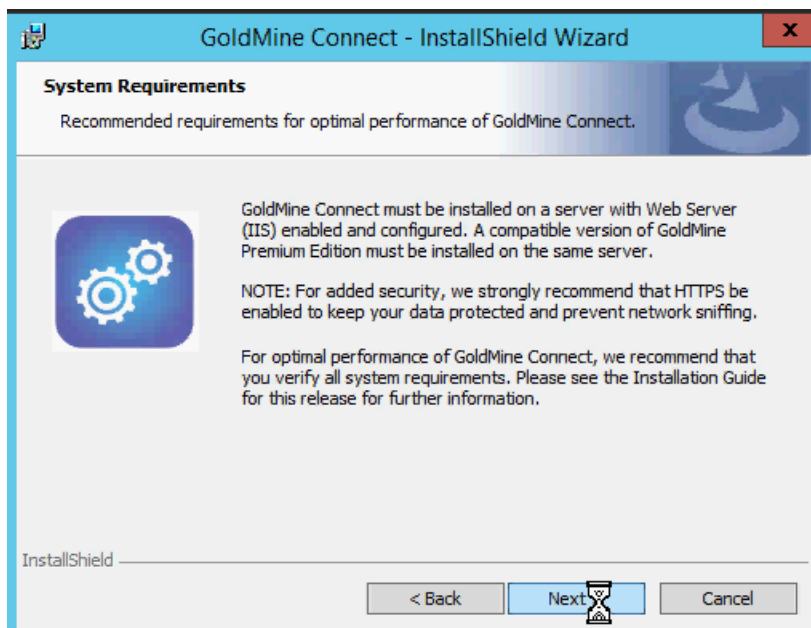 GoldMine Connect - InstallShield Wizard
x
System Requirements
Recommended requirements for optimal performance of GoldMine Connect.
GoldMine Connect must be installed on a server with Web Server
(IIS) enabled and configured. A compatible version of GoldMine
Premium Edition must be installed on the same server.
NOTE: For added security, we strongly recommend that HTTPS be
enabled to keep your data protected and prevent network sniffing.
For optimal performance of GoldMine Connect, we recommend that
you verify all system requirements. Please see the Installation Guide
for this release for further information.
InstallShield
< Back
Next
Cancel